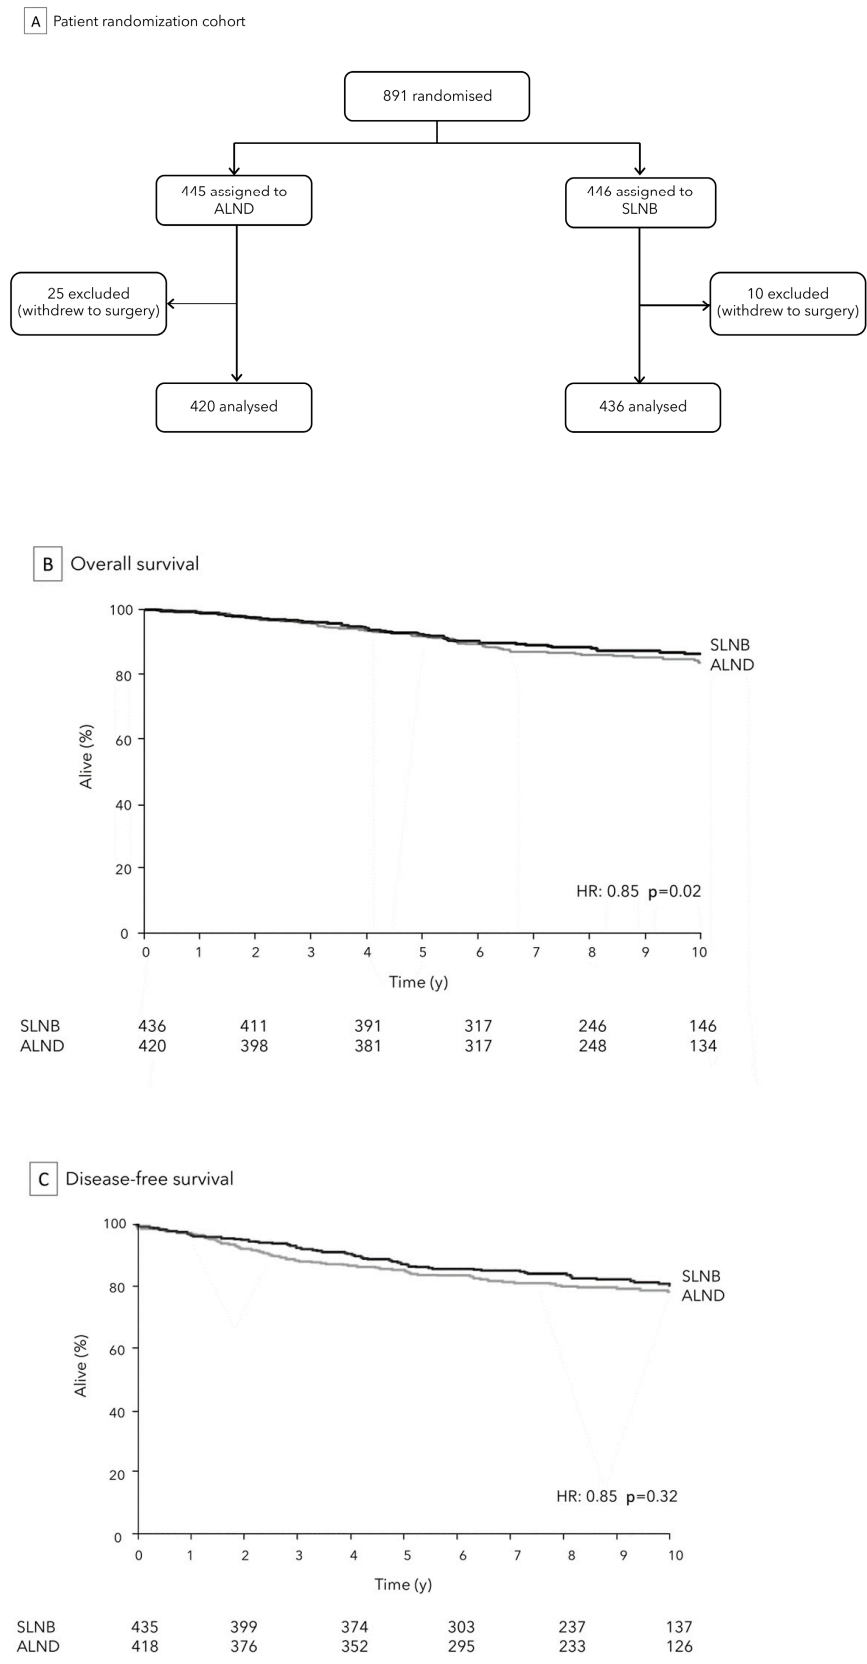 A Patient randomization cohort
891 randomised
445 assigned to
ALND
446 assigned to
SLNB
25 excluded
(withdrew to surgery)
10 excluded
(withdrew to surgery)
420 analysed
436 analysed
B Overall survival
100
80
60
40
20
0
Alive (%)
SLNB
ALND
HR: 0.85 p=0.02
0 1 2 3 4 5 6 7 8 9 10
Time (y)
SLNB 436 411 391 317 246 146
ALND 420 398 381 317 248 134
C Disease-free survival
100
80
60
40
20
0
Alive (%)
SLNB
ALND
HR: 0.85 p=0.32
0 1 2 3 4 5 6 7 8 9 10
Time (y)
SLNB 435 399 374 303 237 137
ALND 418 376 352 295 233 126